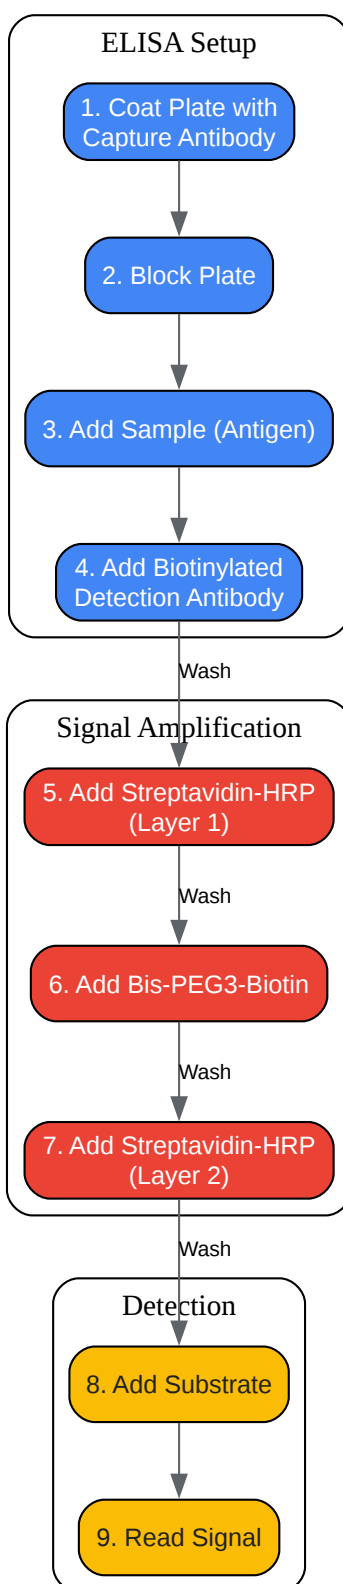 ELISA Setup
1. Coat Plate with
Capture Antibody
2. Block Plate
3. Add Sample (Antigen)
4. Add Biotinylated
Detection Antibody
Wash
Signal Amplification
5. Add Streptavidin-HRP
(Layer 1)
Wash
6. Add Bis-PEG3-Biotin
Wash
7. Add Streptavidin-HRP
(Layer 2)
Wash
Detection
8. Add Substrate
9. Read Signal